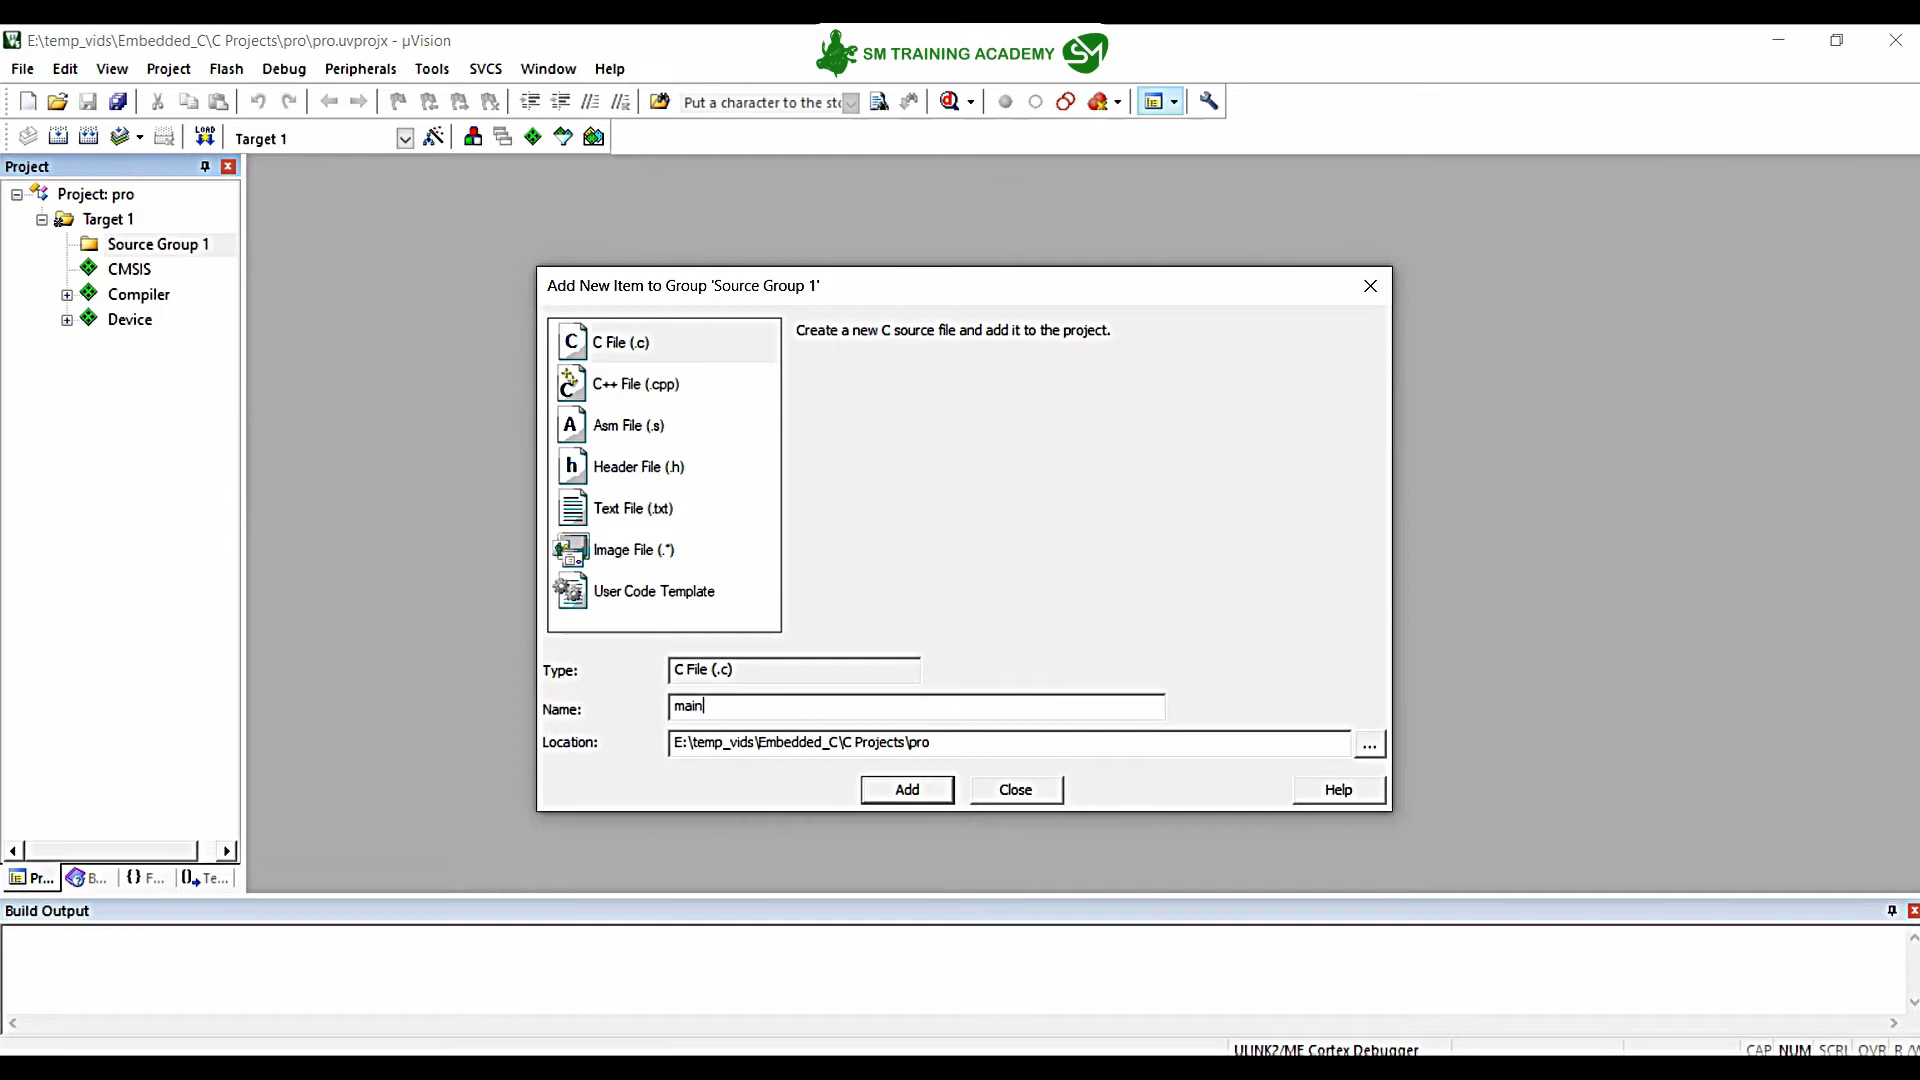 E:\temp_vids\Embedded_C\C Projects\pro\pro.uvprojx - µVision
SM TRAINING ACADEMY SM
File Edit View Project Flash Debug Peripherals Tools SVCS Window Help
Put a character to the sto
LOAD Target 1
Project
Project: pro
Target 1
Source Group 1
CMSIS
Compiler
Device
Add New Item to Group 'Source Group 1'
C File (.c)
C++ File (.cpp)
Asm File (.s)
Header File (.h)
Text File (.txt)
Image File (.*)
User Code Template
Create a new C source file and add it to the project.
Type: C File (.c)
Name: main
Location: E:\temp_vids\Embedded_C\C Projects\pro ...
Add Close Help
Pr... B... {} F... Te...
Build Output
ULINK2/ME Cortex Debugger CAP NUM SCRL OVR